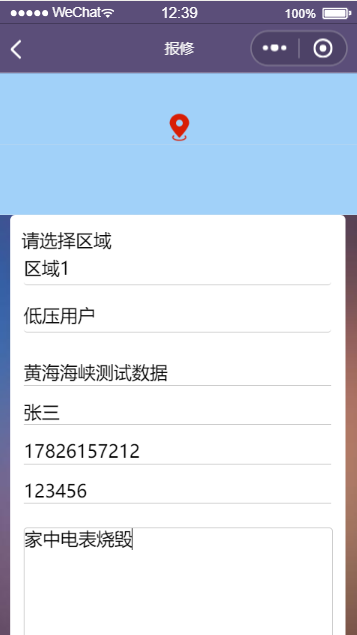 WeChat
12:39
100%
报修
请选择区域
区域1
低压用户
黄海海峡测试数据
张三
17826157212
123456
家中电表烧毁